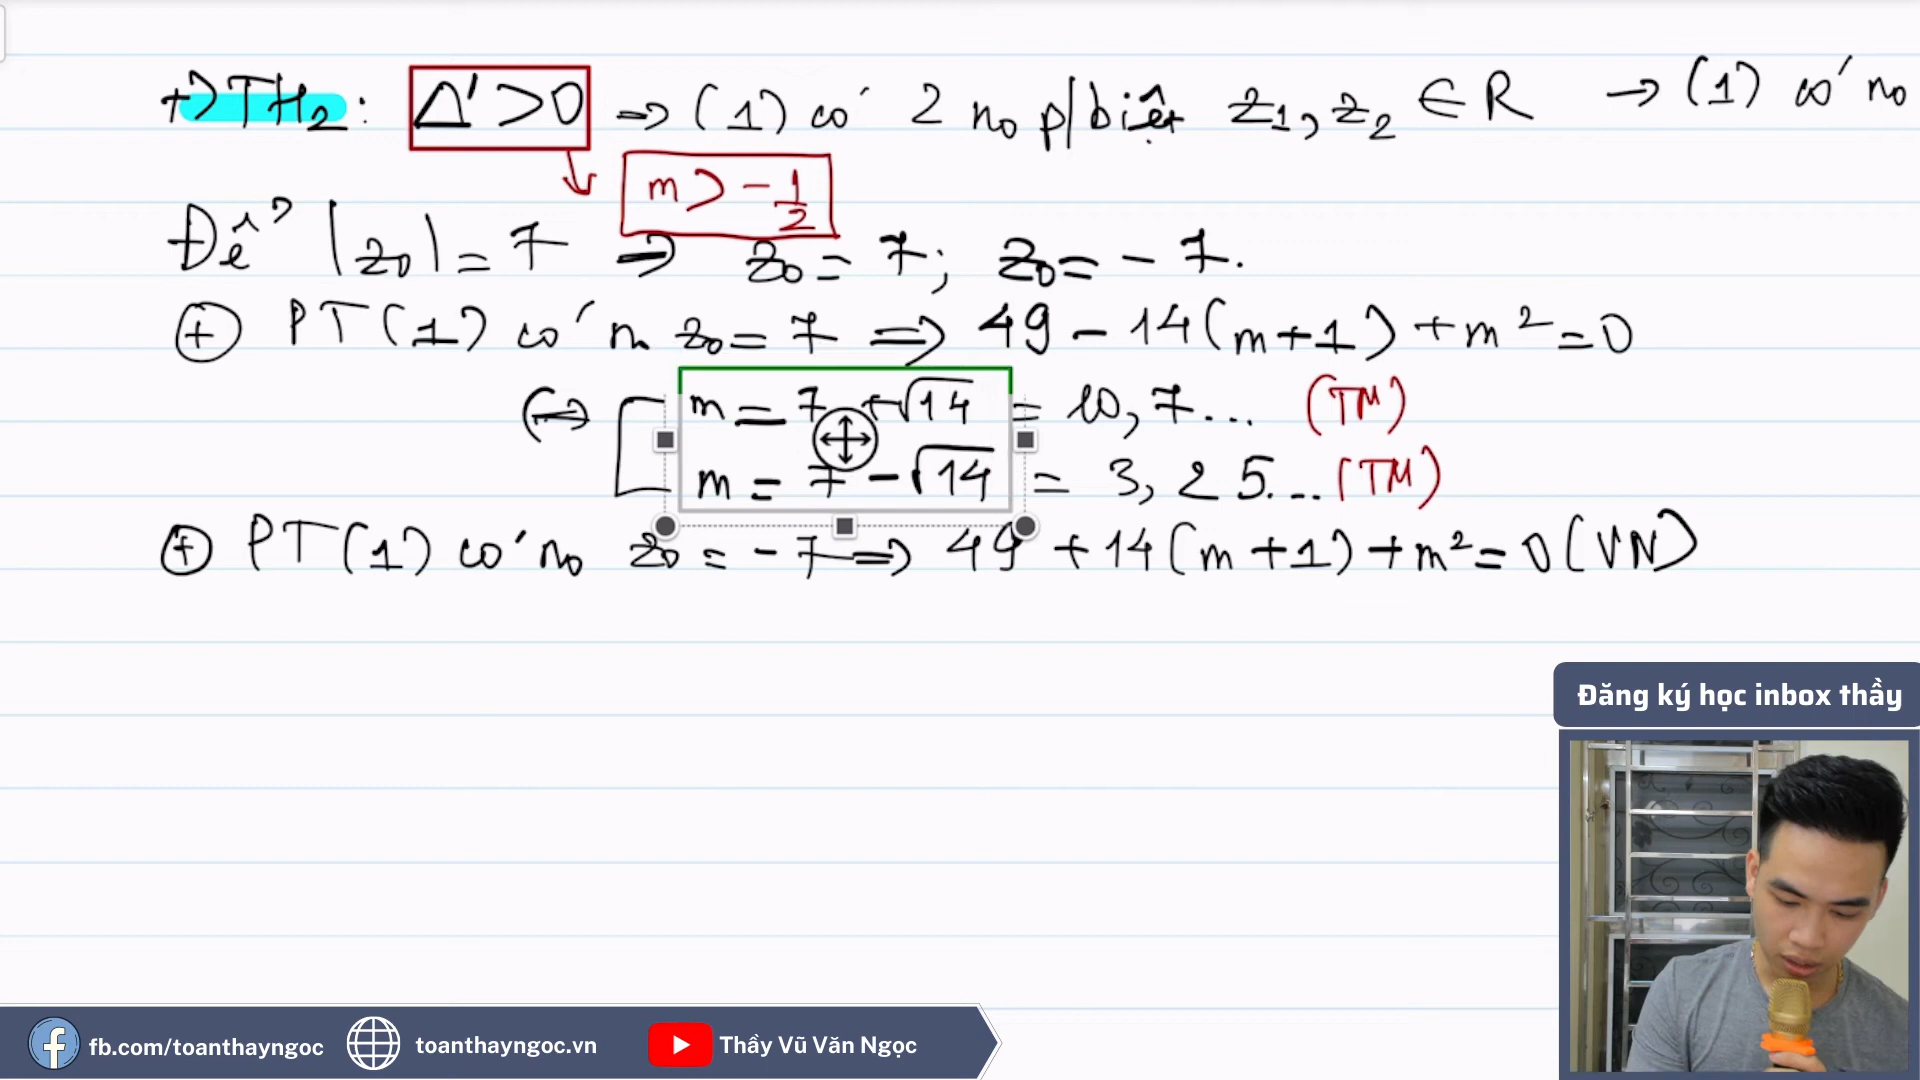 +) TH2: Δ' > 0 → (1) có 2 no p/biệt z₁, z₂ ∈ R → (1) có no
m > -1/2
Để |z₀| = 7 → z₀ = 7; z₀ = - 7.
⊕ PT(1) có n z₀ = 7 ⇒ 49 - 14(m+1) + m² = 0
↔ [ m = 7 + √14 = 10,7... (TM)
m = 7 - √14 = 3,25... (TM)
⊕ PT(1) có no z₀ = - 7 ⇒ 49 + 14(m+1) + m² = 0 (VN)
Đăng ký học inbox thầy
fb.com/toanthayngoc toanthayngoc.vn Thầy Vũ Văn Ngọc